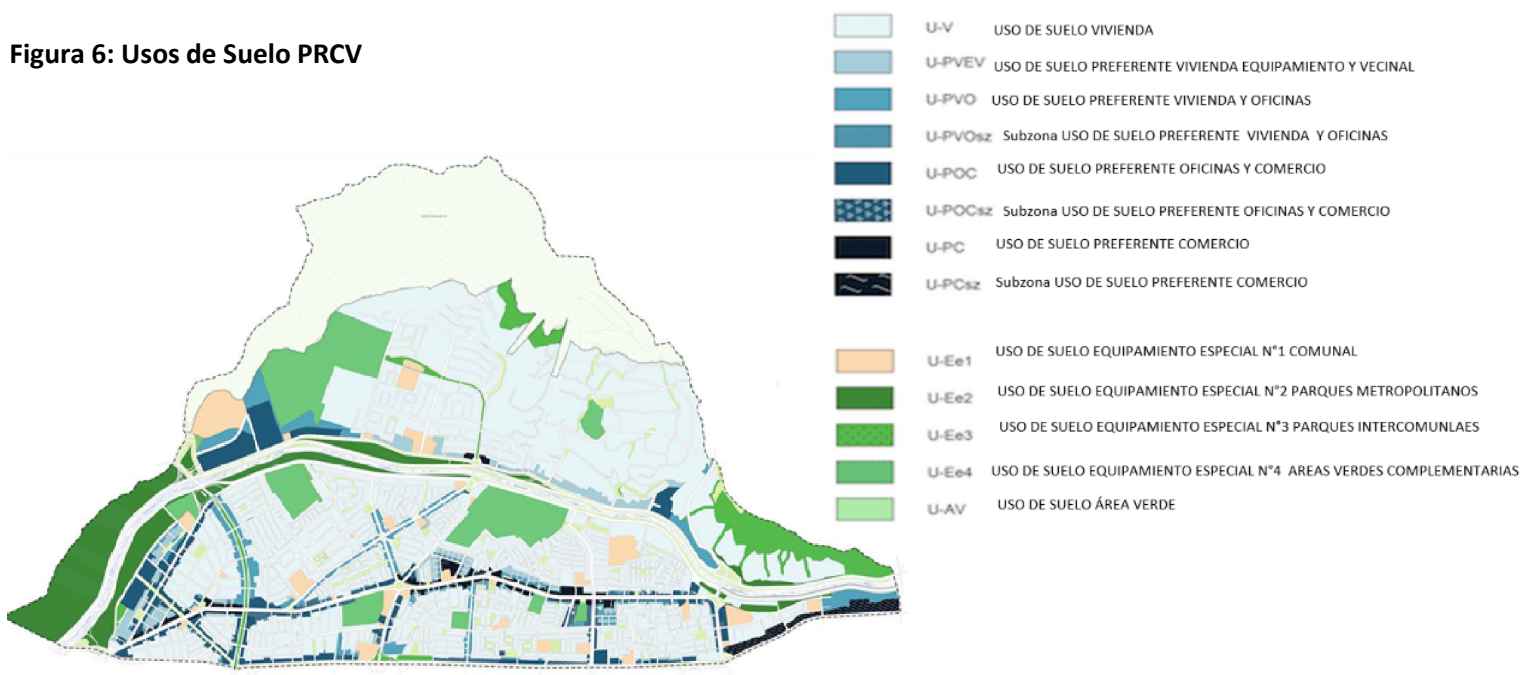 Figura 6: Usos de Suelo PRCV
U-V USO DE SUELO VIVIENDA
U-PVEV USO DE SUELO PREFERENTE VIVIENDA EQUIPAMIENTO Y VECINAL
U-PVO USO DE SUELO PREFERENTE VIVIENDA Y OFICINAS
U-PVOsz Subzona USO DE SUELO PREFERENTE VIVIENDA Y OFICINAS
U-POC USO DE SUELO PREFERENTE OFICINAS Y COMERCIO
U-POCsz Subzona USO DE SUELO PREFERENTE OFICINAS Y COMERCIO
U-PC USO DE SUELO PREFERENTE COMERCIO
U-PCsz Subzona USO DE SUELO PREFERENTE COMERCIO
U-Ee1 USO DE SUELO EQUIPAMIENTO ESPECIAL N°1 COMUNAL
U-Ee2 USO DE SUELO EQUIPAMIENTO ESPECIAL N°2 PARQUES METROPOLITANOS
U-Ee3 USO DE SUELO EQUIPAMIENTO ESPECIAL N°3 PARQUES INTERCOMUNLAES
U-Ee4 USO DE SUELO EQUIPAMIENTO ESPECIAL N°4 AREAS VERDES COMPLEMENTARIAS
U-AV USO DE SUELO ÁREA VERDE